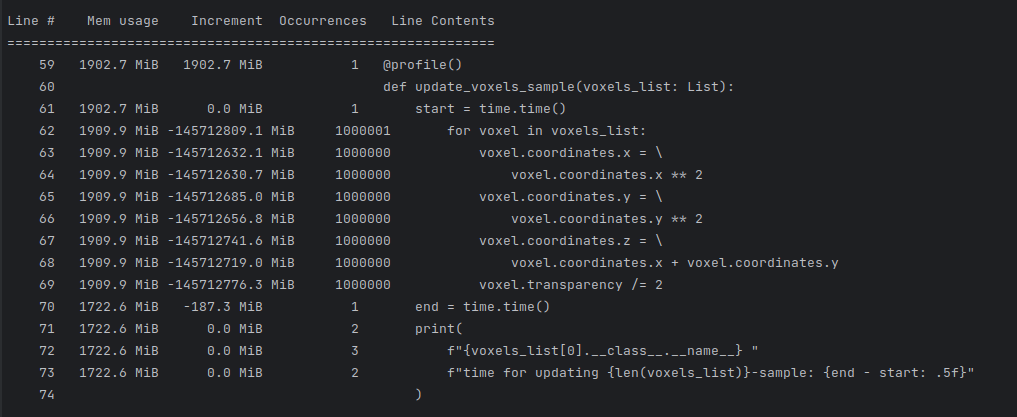 Line #    Mem usage    Increment  Occurrences   Line Contents
=============================================================
    59   1902.7 MiB   1902.7 MiB           1   @profile()
    60                                         def update_voxels_sample(voxels_list: List):
    61   1902.7 MiB      0.0 MiB           1       start = time.time()
    62   1909.9 MiB -145712809.1 MiB     1000001       for voxel in voxels_list:
    63   1909.9 MiB -145712632.1 MiB     1000000           voxel.coordinates.x = \
    64   1909.9 MiB -145712630.7 MiB     1000000               voxel.coordinates.x ** 2
    65   1909.9 MiB -145712685.0 MiB     1000000           voxel.coordinates.y = \
    66   1909.9 MiB -145712656.8 MiB     1000000               voxel.coordinates.y ** 2
    67   1909.9 MiB -145712741.6 MiB     1000000           voxel.coordinates.z = \
    68   1909.9 MiB -145712719.0 MiB     1000000               voxel.coordinates.x + voxel.coordinates.y
    69   1909.9 MiB -145712776.3 MiB     1000000           voxel.transparency /= 2
    70   1722.6 MiB   -187.3 MiB           1       end = time.time()
    71   1722.6 MiB      0.0 MiB           2       print(
    72   1722.6 MiB      0.0 MiB           3           f"{voxels_list[0].__class__.__name__} "
    73   1722.6 MiB      0.0 MiB           2           f"time for updating {len(voxels_list)}-sample: {end - start: .5f}"
    74                                             )